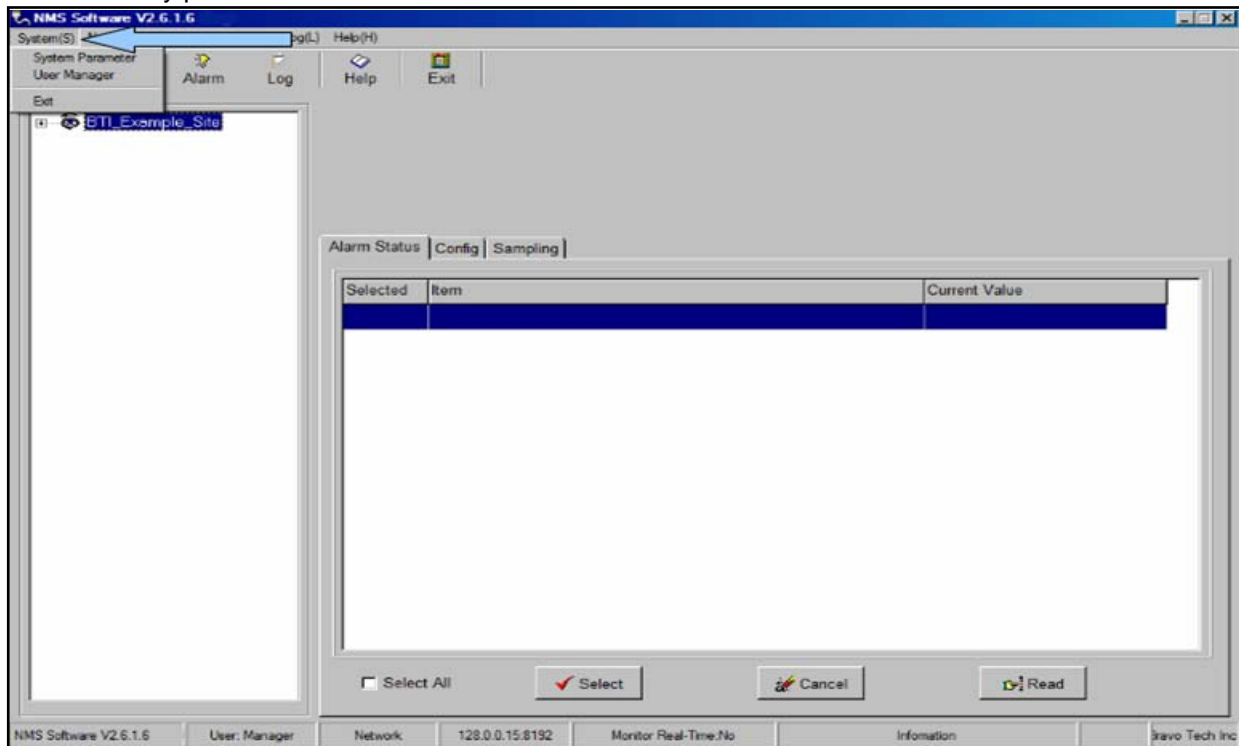 NMS Software V2.6.1.6
System(S) og(L) Help(H)
System Parameter
User Manager
Exit
Alarm Log Help Exit
BTI_Example_Site
Alarm Status Config Sampling
Selected Item Current Value
Select All Select Cancel Read
NMS Software V2.6.1.6 User: Manager Network 128.0.0.15:8192 Monitor Real-Time:No Infomation Bravo Tech Inc